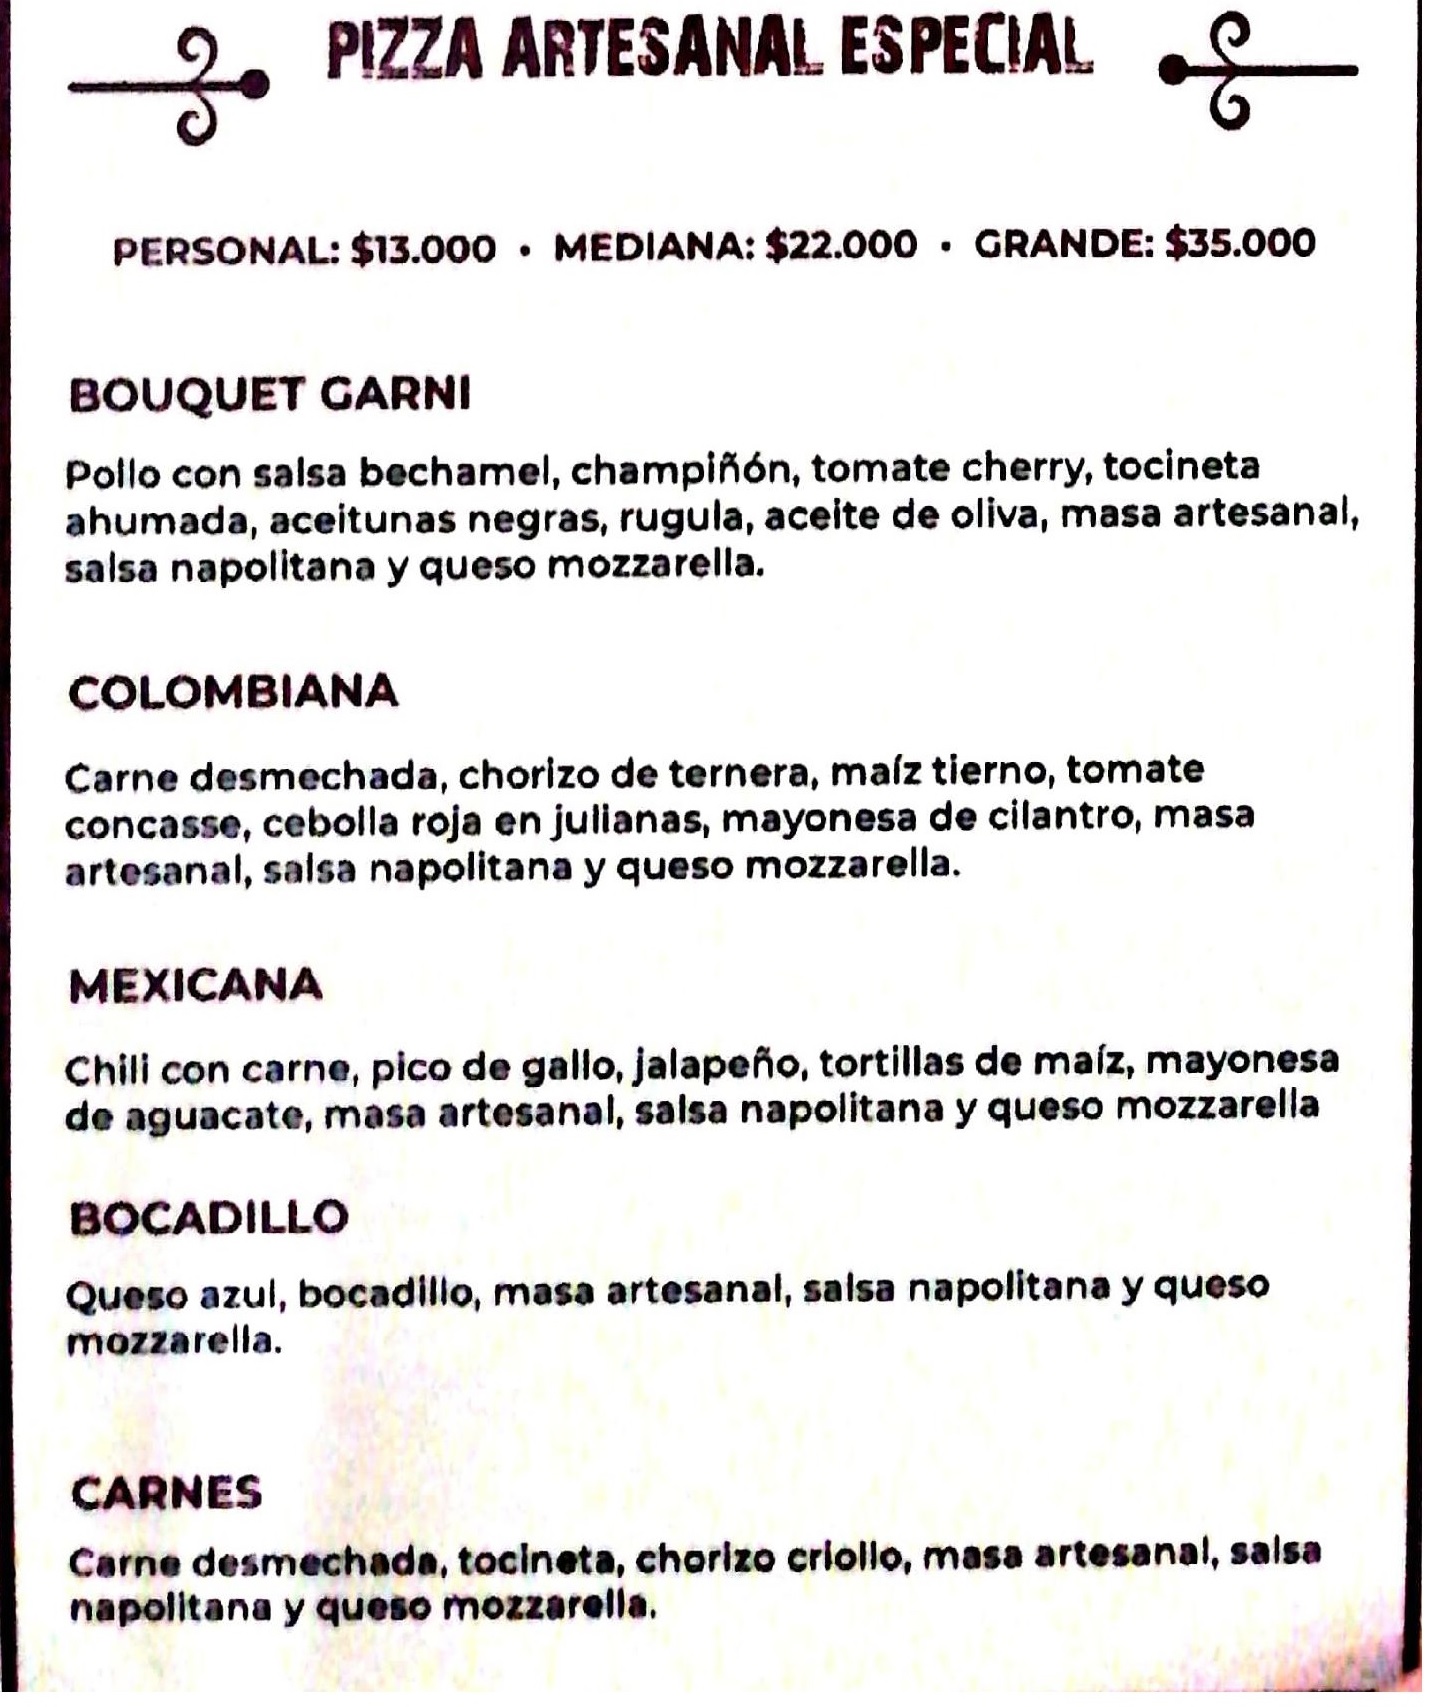 PIZZA ARTESANAL ESPECIAL
PERSONAL: $13.000 • MEDIANA: $22.000 • GRANDE: $35.000
BOUQUET GARNI
Pollo con salsa bechamel, champiñón, tomate cherry, tocineta
ahumada, aceitunas negras, rugula, aceite de oliva, masa artesanal,
salsa napolitana y queso mozzarella.
COLOMBIANA
Carne desmechada, chorizo de ternera, maíz tierno, tomate
concasse, cebolla roja en julianas, mayonesa de cilantro, masa
artesanal, salsa napolitana y queso mozzarella.
MEXICANA
Chili con carne, pico de gallo, jalapeño, tortillas de maíz, mayonesa
de aguacate, masa artesanal, salsa napolitana y queso mozzarella
BOCADILLO
Queso azul, bocadillo, masa artesanal, salsa napolitana y queso
mozzarella.
CARNES
Carne desmechada, tocineta, chorizo criollo, masa artesanal, salsa
napolitana y queso mozzarella.